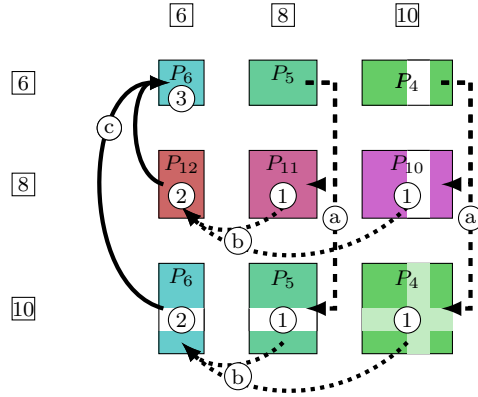 6 8 10
6 P₆ P₅ P₄
3
c
8 P₁₂ P₁₁ P₁₀
2 1 1
a a
b
P₆ P₅ P₄
10 2 1 1
b